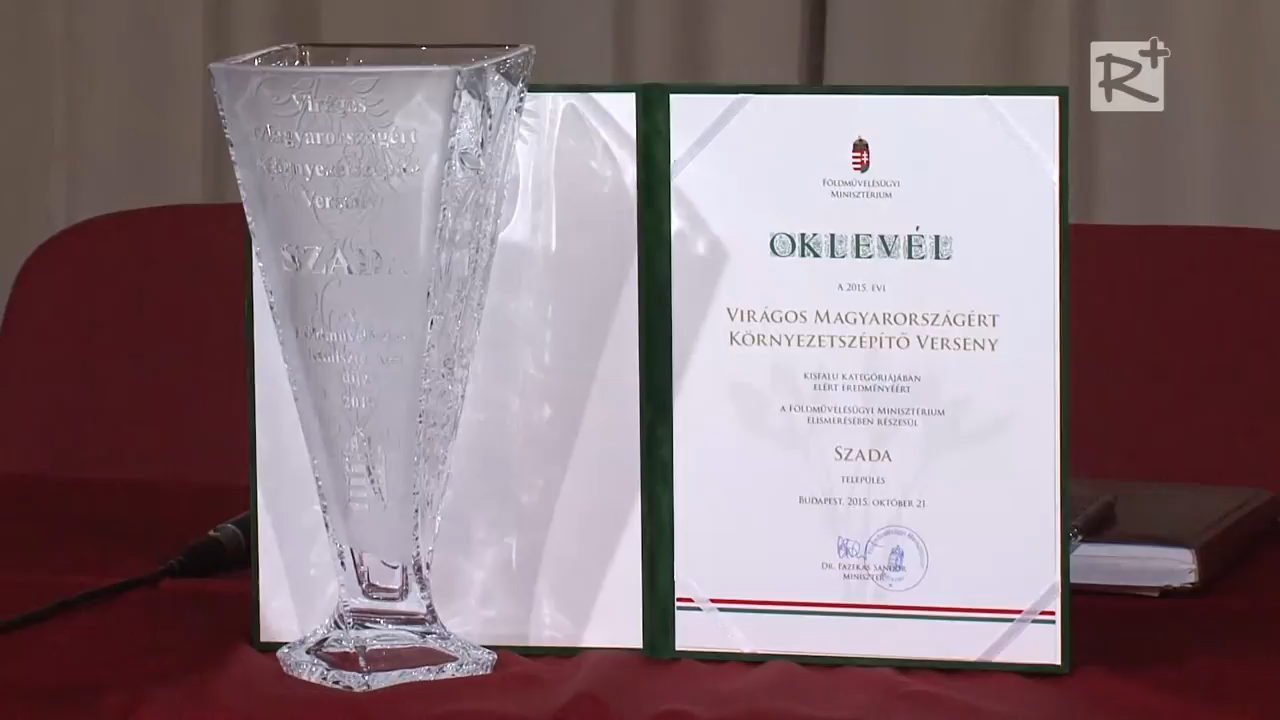 Virágos
Magyarországért
Környezetszépítő
Verseny
SZADA
R+
FÖLDMŰVELÉSÜGYI
MINISZTÉRIUM
OKLEVÉL
A 2015. ÉVI
VIRÁGOS MAGYARORSZÁGÉRT
KÖRNYEZETSZÉPÍTŐ VERSENY
KISFALU KATEGÓRIÁJÁBAN
ELÉRT EREDMÉNYÉÉRT
A FÖLDMŰVELÉSÜGYI MINISZTÉRIUM
ELISMERÉSÉBEN RÉSZESÜL
SZADA
TELEPÜLÉS
BUDAPEST, 2015. OKTÓBER 21
DR. FAZEKAS SÁNDOR
MINISZTER